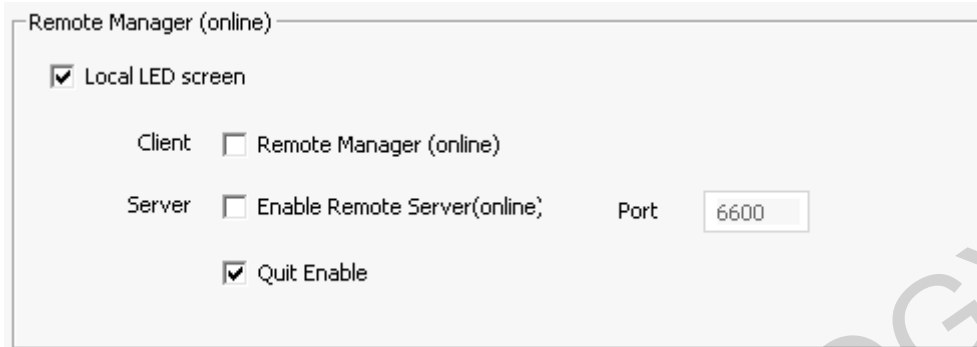 Remote Manager (online)
Local LED screen
Client Remote Manager (online)
Server Enable Remote Server(online) Port 6600
Quit Enable